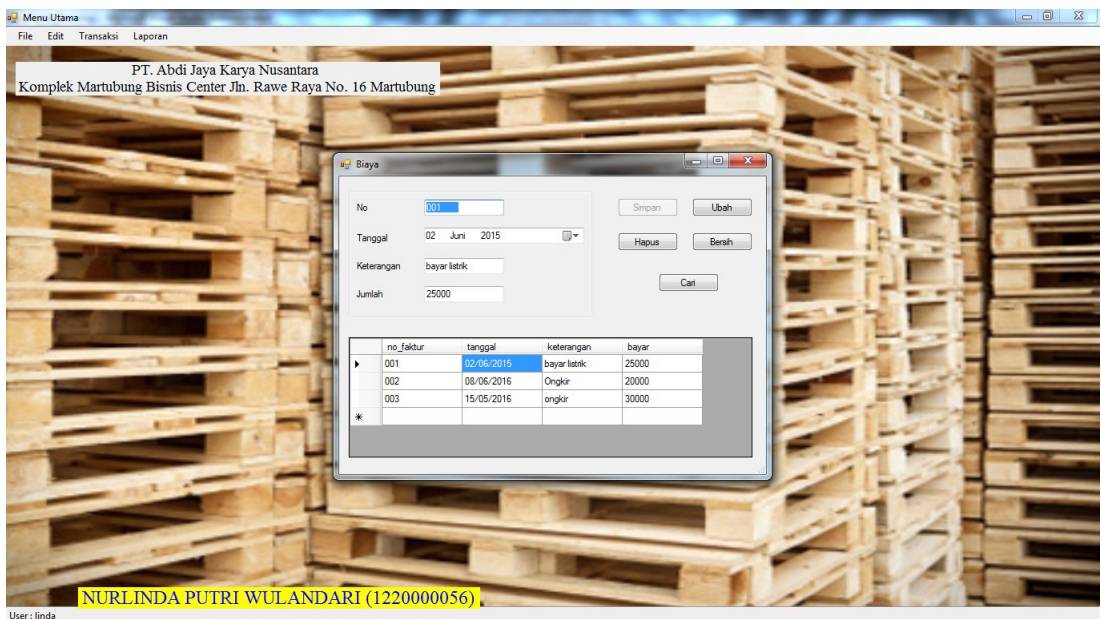 Menu Utama
File Edit Transaksi Laporan
PT. Abdi Jaya Karya Nusantara
Komplek Martubung Bisnis Center Jln. Rawe Raya No. 16 Martubung
Biaya
No 001 Simpan Ubah
Tanggal 02 Juni 2015 Hapus Bersih
Keterangan bayar listrik Cari
Jumlah 25000
no_faktur tanggal keterangan bayar
001 02/06/2015 bayar listrik 25000
002 08/06/2016 Ongkir 20000
003 15/05/2016 ongkir 30000
NURLINDA PUTRI WULANDARI (1220000056)
User : linda